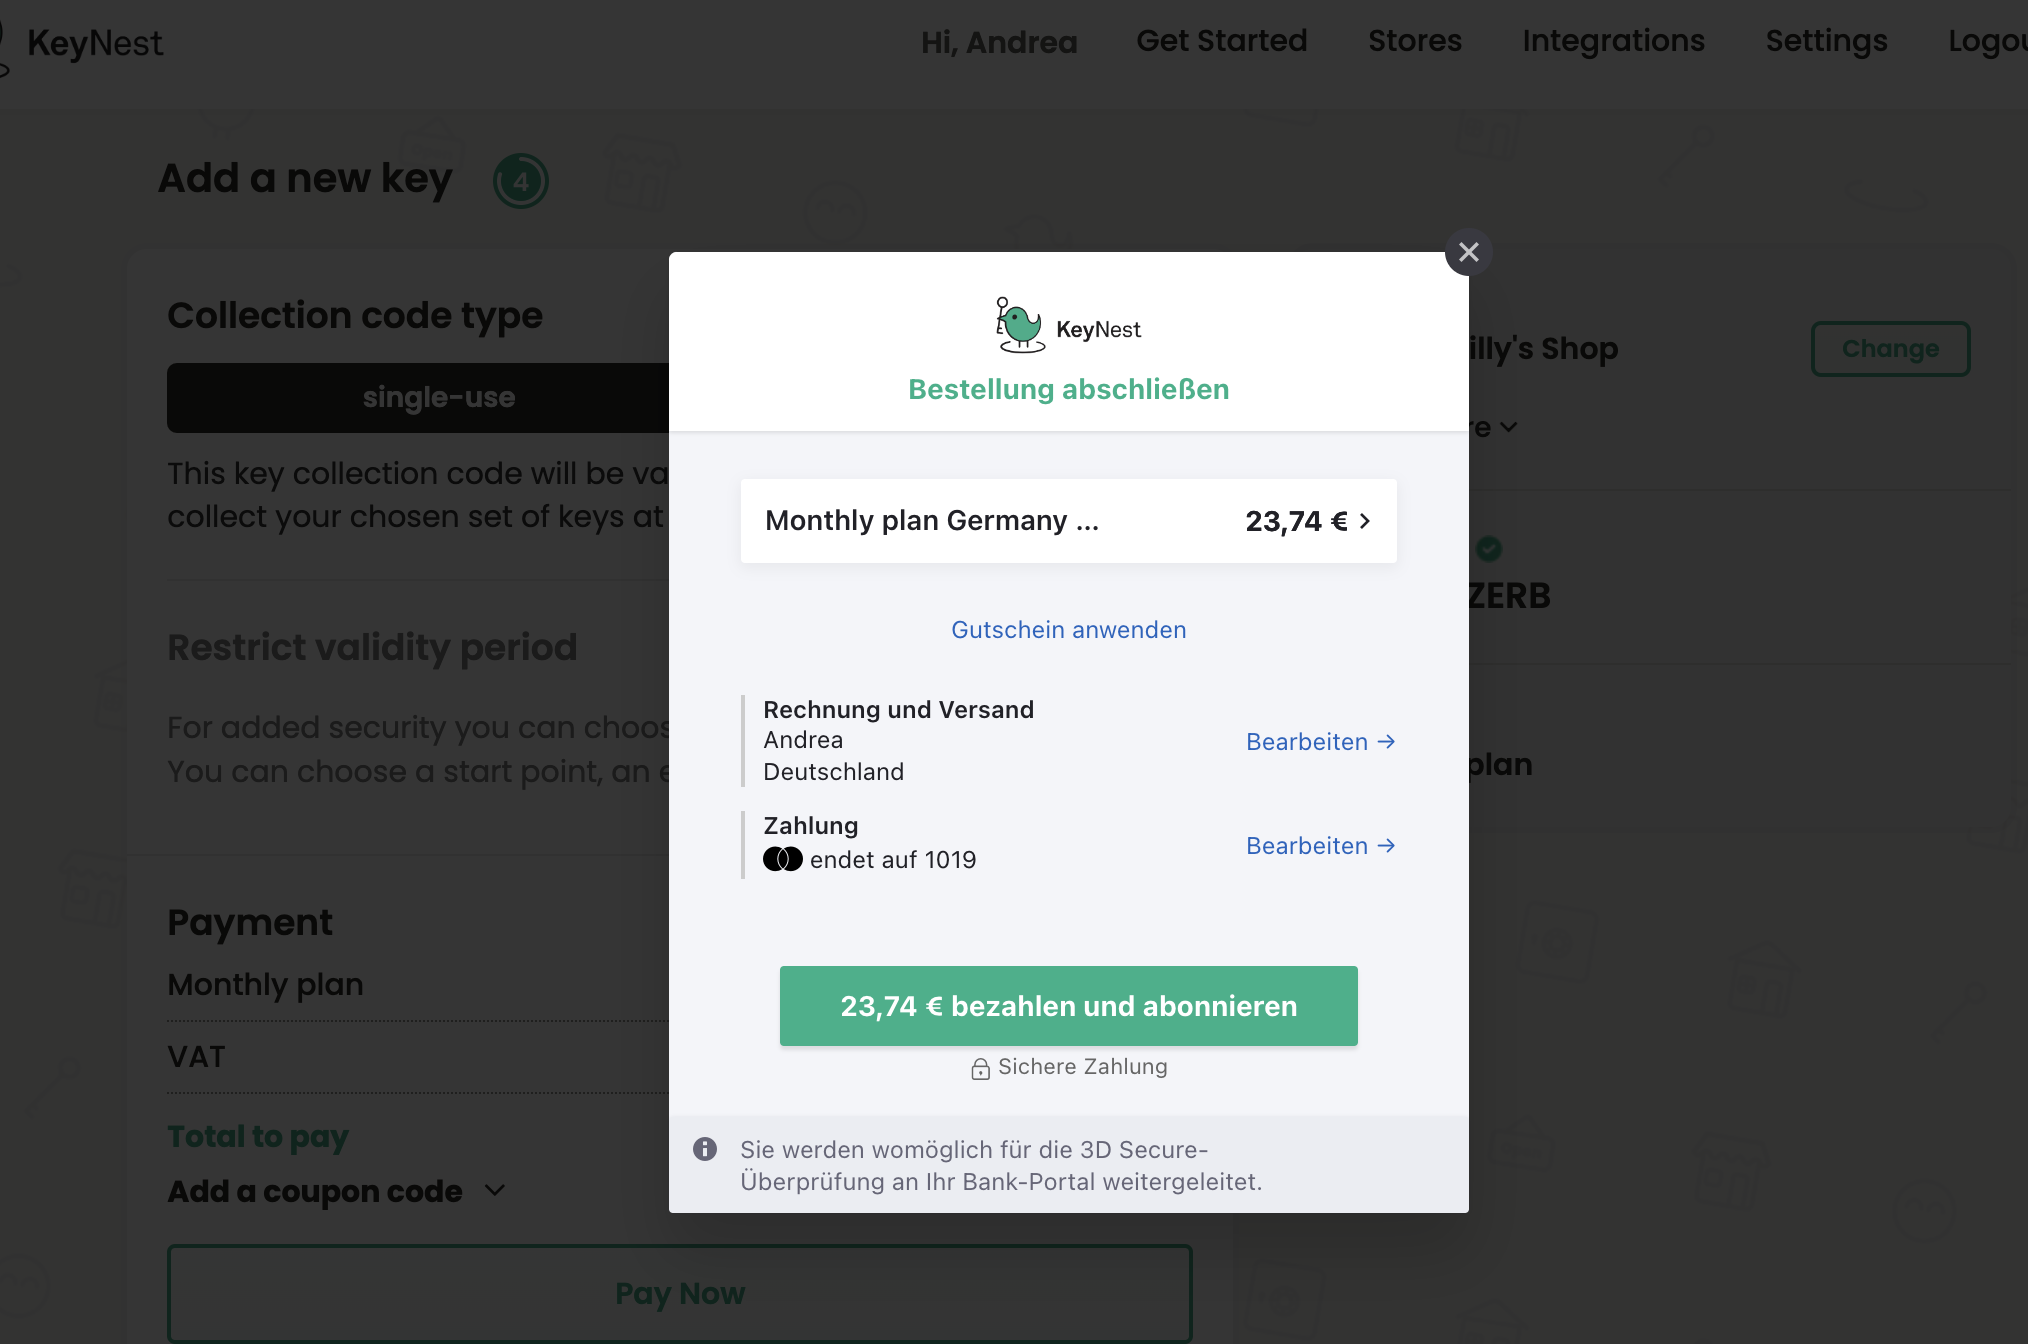 KeyNest
Hi, Andrea
Get Started
Stores
Integrations
Settings
Add a new key
4
Collection code type
single-use
This key collection code will be
collect your chosen set of keys at
Restrict validity period
For added security you can
You can choose a start point, an
Payment
Monthly plan
VAT
Total to pay
Add a coupon code
Pay Now
KeyNest
Bestellung abschließen
Monthly plan Germany ...
23,74 €
Gutschein anwenden
Rechnung und Versand
Andrea
Deutschland
Bearbeiten →
Zahlung
endet auf 1019
Bearbeiten →
23,74 € bezahlen und abonnieren
Sichere Zahlung
Sie werden womöglich für die 3D Secure-
Überprüfung an Ihr Bank-Portal weitergeleitet.
Shop
Change
ZERB
plan